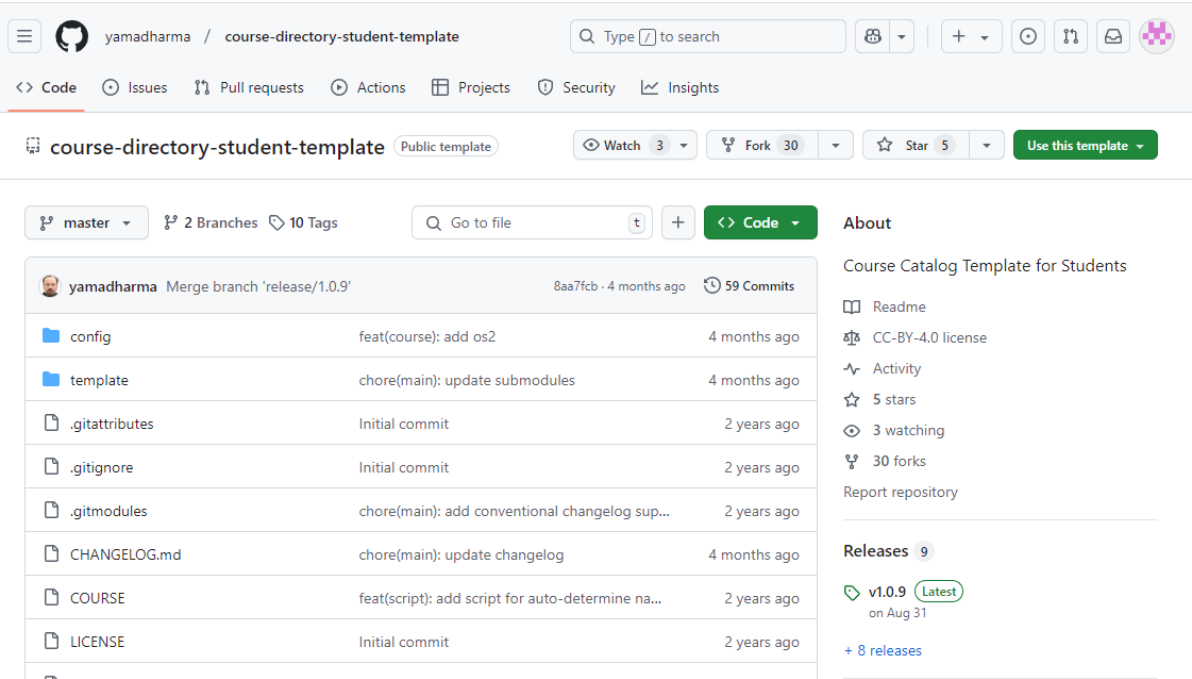 yamadharma / course-directory-student-template
Type / to search
Code Issues Pull requests Actions Projects Security Insights
course-directory-student-template Public template
Watch 3 Fork 30 Star 5 Use this template
master 2 Branches 10 Tags Go to file t + Code
yamadharma Merge branch 'release/1.0.9' 8aa7fcb · 4 months ago 59 Commits
config feat(course): add os2 4 months ago
template chore(main): update submodules 4 months ago
.gitattributes Initial commit 2 years ago
.gitignore Initial commit 2 years ago
.gitmodules chore(main): add conventional changelog sup... 2 years ago
CHANGELOG.md chore(main): update changelog 4 months ago
COURSE feat(script): add script for auto-determine na... 2 years ago
LICENSE Initial commit 2 years ago
About
Course Catalog Template for Students
Readme
CC-BY-4.0 license
Activity
5 stars
3 watching
30 forks
Report repository
Releases 9
v1.0.9 Latest
on Aug 31
+ 8 releases